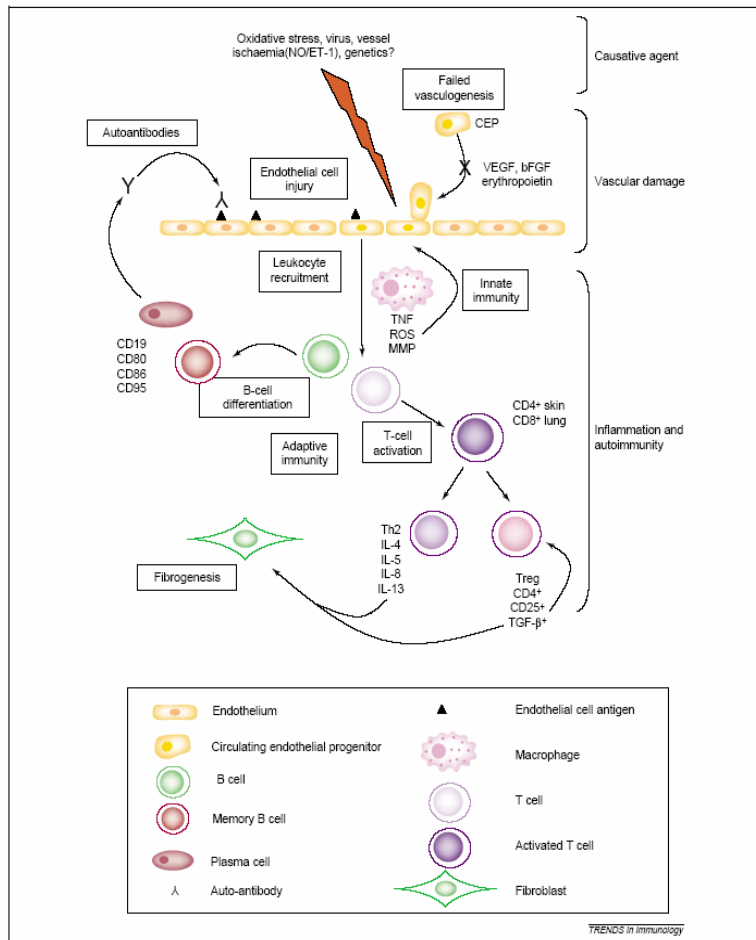 Oxidative stress, virus, vessel
ischaemia(NO/ET-1), genetics?
Causative agent
Failed
vasculogenesis
CEP
Autoantibodies
VEGF, bFGF
erythropoietin
Vascular damage
Endothelial cell
injury
Leukocyte
recruitment
Innate
immunity
TNF
ROS
MMP
CD19
CD80
CD86
CD95
B-cell
differentiation
CD4+ skin
CD8+ lung
T-cell
activation
Adaptive
immunity
Inflammation and
autoimmunity
Th2
IL-4
IL-5
IL-8
IL-13
Fibrogenesis
Treg
CD4+
CD25+
TGF-β+
Endothelium
Circulating endothelial progenitor
B cell
Memory B cell
Plasma cell
Auto-antibody
Endothelial cell antigen
Macrophage
T cell
Activated T cell
Fibroblast
TRENDS in Immunology